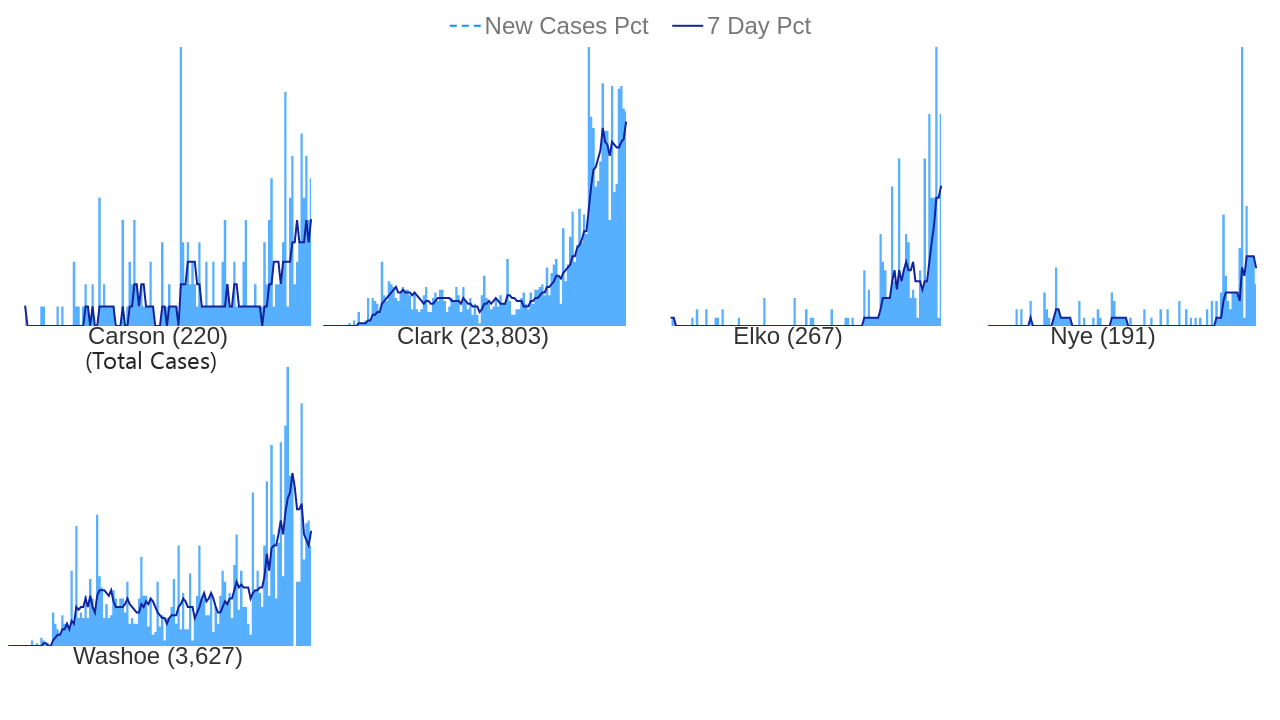 New Cases Pct 7 Day Pct
Carson (220)
(Total Cases)
Clark (23,803)
Elko (267)
Nye (191)
Washoe (3,627)